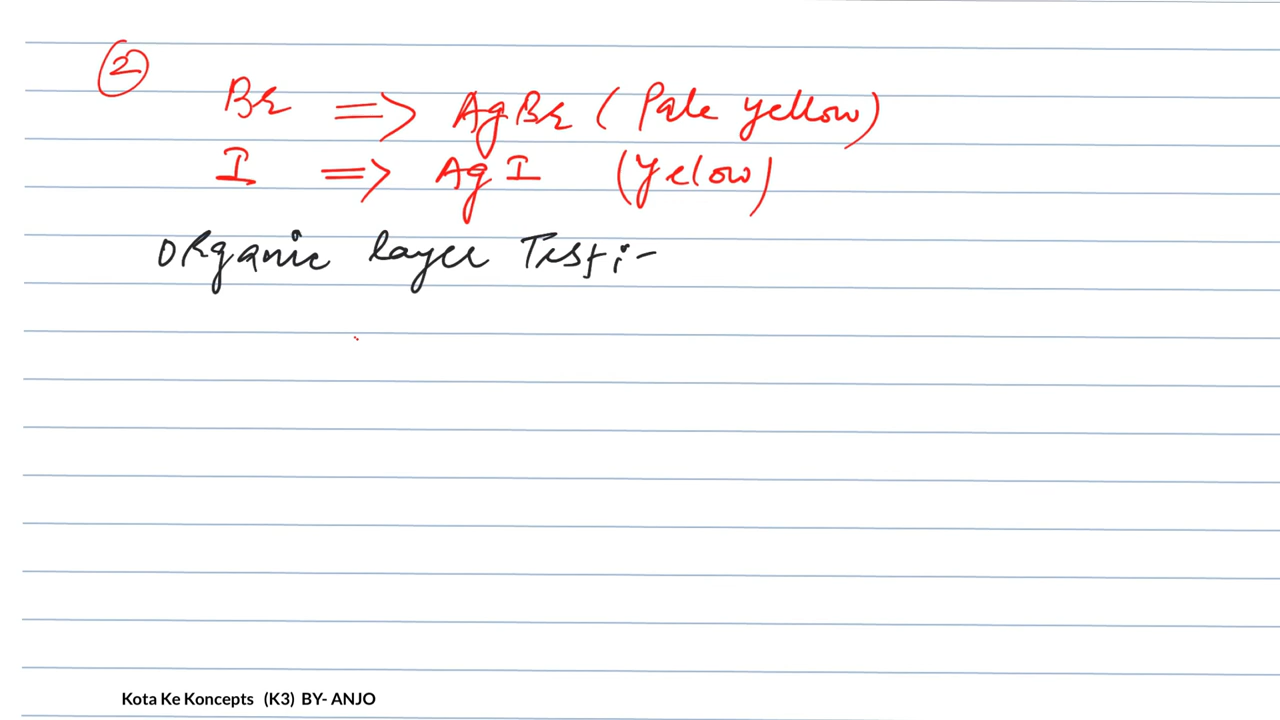 ②
Br => AgBr ( Pale yellow)
I => AgI (Yelow)
Organic layer Test :-
Kota Ke Koncepts (K3) BY- ANJO